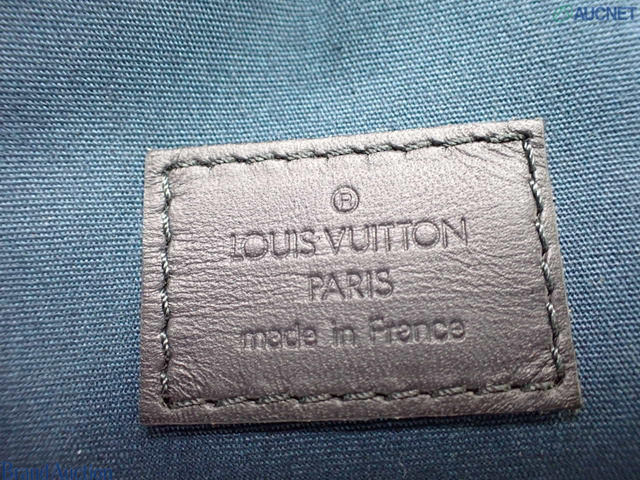 AUCNET
®
LOUIS VUITTON
PARIS
made in France
Brand Auction